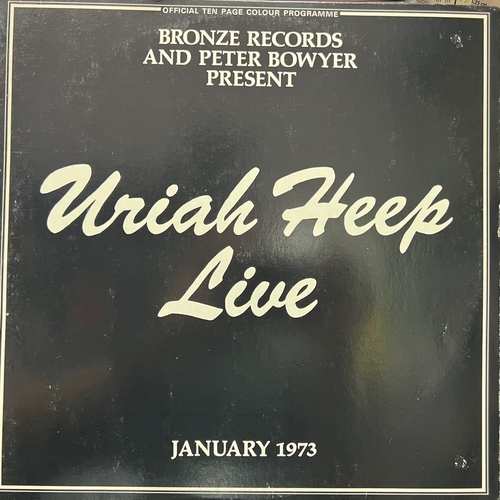 OFFICIAL TEN PAGE COLOUR PROGRAMME
BRONZE RECORDS
AND PETER BOWYER
PRESENT
Uriah Heep
Live
JANUARY 1973